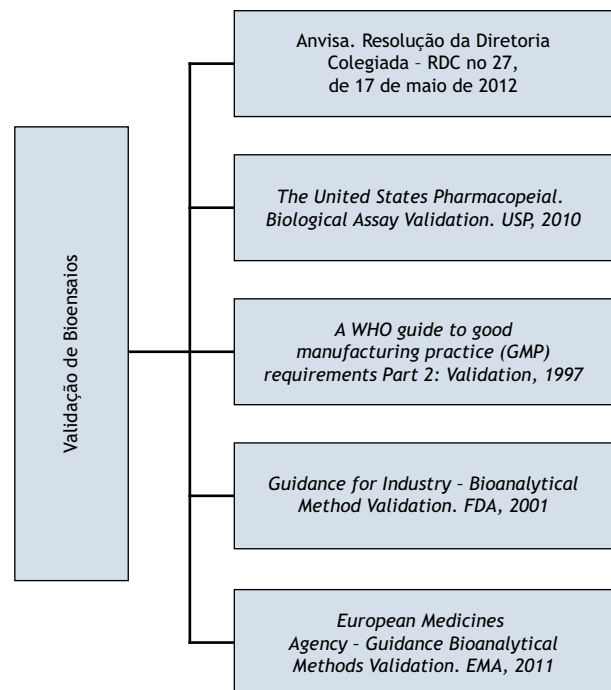 Validação de Bioensaios
Anvisa. Resolução da Diretoria
Colegiada – RDC no 27,
de 17 de maio de 2012
The United States Pharmacopeial.
Biological Assay Validation. USP, 2010
A WHO guide to good
manufacturing practice (GMP)
requirements Part 2: Validation, 1997
Guidance for Industry – Bioanalytical
Method Validation. FDA, 2001
European Medicines
Agency – Guidance Bioanalytical
Methods Validation. EMA, 2011